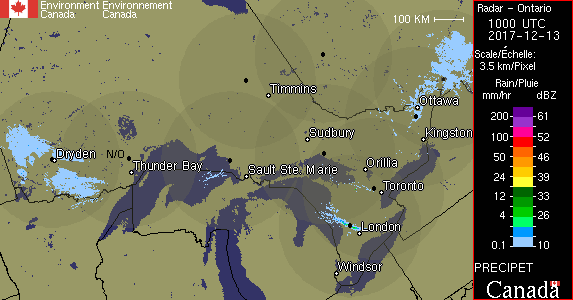 Environment Environnement
Canada Canada
100 KM
Timmins
Ottawa
Sudbury
Kingston
Dryden
N/O
Thunder Bay
Sault Ste. Marie
Orillia
Toronto
London
Windsor
Radar - Ontario
1000 UTC
2017-12-13
Scale/Échelle:
3.5 km/Pixel
Rain/Pluie
mm/hr dBZ
200 61
100 52
50 46
24 39
12 33
4 26
0.1 10
PRECIPET
Canada